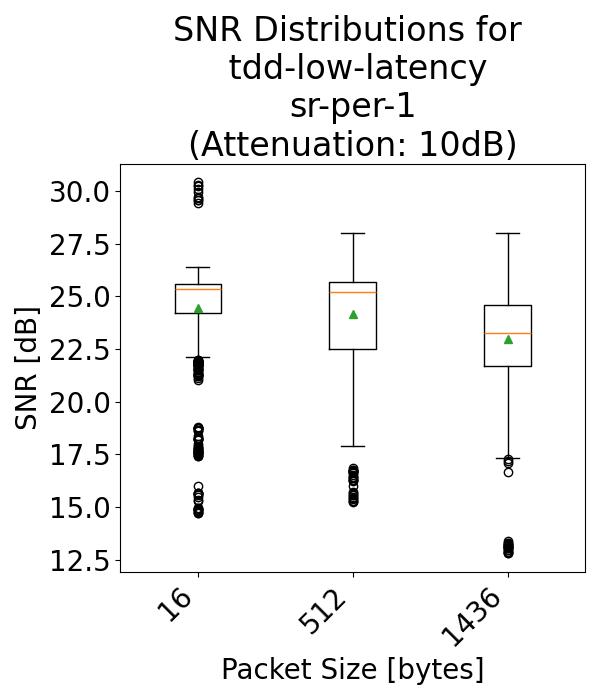 SNR Distributions for
tdd-low-latency
sr-per-1
(Attenuation: 10dB)
30.0
27.5
25.0
22.5
20.0
17.5
15.0
12.5
SNR [dB]
16
512
1436
Packet Size [bytes]